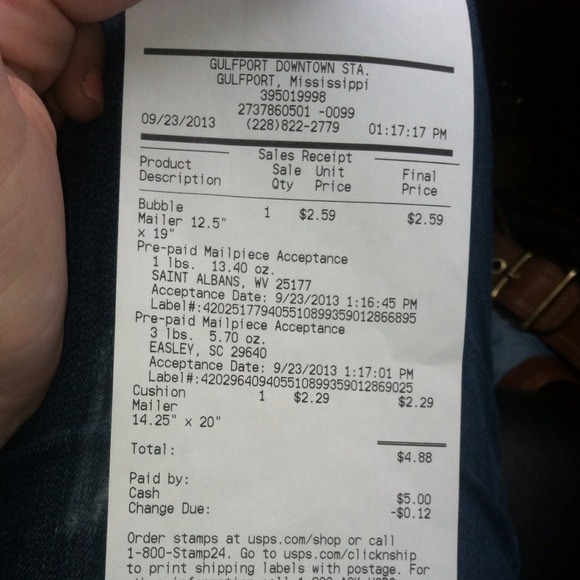 GULFPORT DOWNTOWN STA.
GULFPORT, Mississippi
395019998
2737860501 -0099
09/23/2013 (228)822-2779 01:17:17 PM
Sales Receipt
Product Sale Unit Final
Description Qty Price Price
Bubble 1 $2.59 $2.59
Mailer 12.5"
x 19"
Pre-paid Mailpiece Acceptance
1 lbs. 13.40 oz.
SAINT ALBANS, WV 25177
Acceptance Date: 9/23/2013 1:16:45 PM
Label#:420251779405510899359012866895
Pre-paid Mailpiece Acceptance
3 lbs. 5.70 oz.
EASLEY, SC 29640
Acceptance Date: 9/23/2013 1:17:01 PM
Label#:420296409405510899359012869025
Cushion 1 $2.29 $2.29
Mailer
14.25" x 20"
Total: $4.88
Paid by:
Cash $5.00
Change Due: -$0.12
Order stamps at usps.com/shop or call
1-800-Stamp24. Go to usps.com/clicknship
to print shipping labels with postage. For